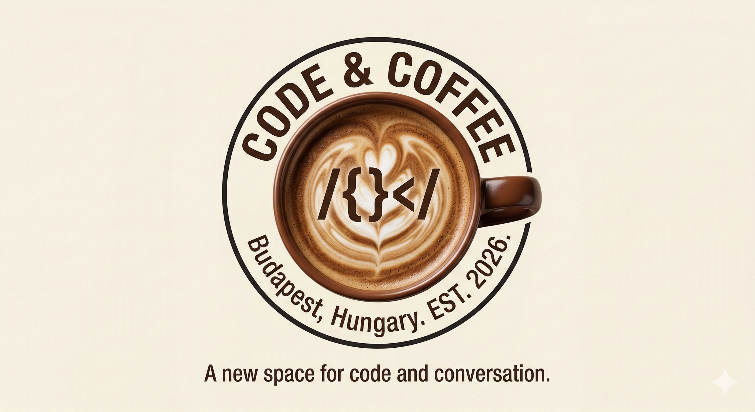 CODE & COFFEE
/{}</
Budapest, Hungary. EST. 2026.
A new space for code and conversation.